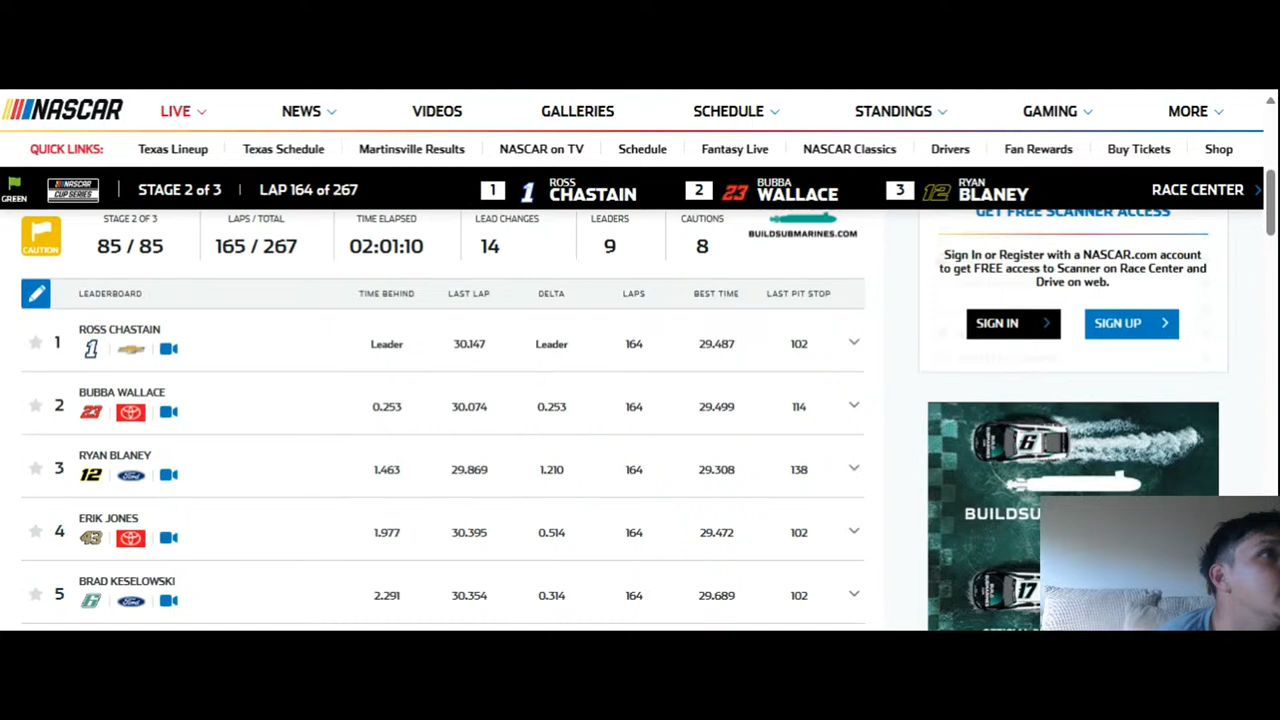 NASCAR
LIVE NEWS VIDEOS GALLERIES SCHEDULE STANDINGS GAMING MORE
QUICK LINKS: Texas Lineup Texas Schedule Martinsville Results NASCAR on TV Schedule Fantasy Live NASCAR Classics Drivers Fan Rewards Buy Tickets Shop
GREEN NASCAR CUP SERIES STAGE 2 OF 3 LAP 164 OF 267 1 1 ROSS CHASTAIN 2 23 BUBBA WALLACE 3 12 RYAN BLANEY RACE CENTER
CAUTION
STAGE 2 OF 3 LAPS / TOTAL TIME ELAPSED LEAD CHANGES LEADERS CAUTIONS
85 / 85 165 / 267 02:01:10 14 9 8
BUILDSUBMARINES.COM
LEADERBOARD TIME BEHIND LAST LAP DELTA LAPS BEST TIME LAST PIT STOP
ROSS CHASTAIN
1 1 Leader 30.147 Leader 164 29.487 102
BUBBA WALLACE
2 23 0.253 30.074 0.253 164 29.499 114
RYAN BLANEY
3 12 Ford 1.463 29.869 1.210 164 29.308 138
ERIK JONES
4 43 1.977 30.395 0.514 164 29.472 102
BRAD KESELOWSKI
5 6 Ford 2.291 30.354 0.314 164 29.689 102
GET FREE SCANNER ACCESS
Sign In or Register with a NASCAR.com account
to get FREE access to Scanner on Race Center and
Drive on web.
SIGN IN SIGN UP
6
BUILDSU
17